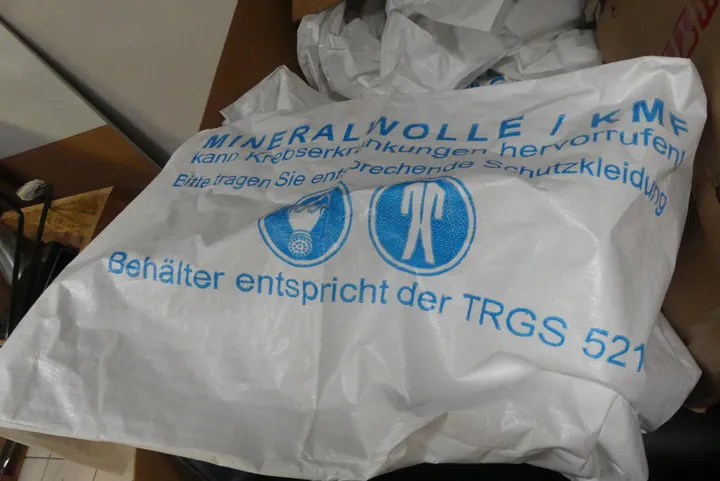 MINERALWOLLE / KMF
Kann Krebserkrankungen hervorrufen!
Bitte tragen Sie entsprechende Schutzkleidung
Behälter entspricht der TRGS 521